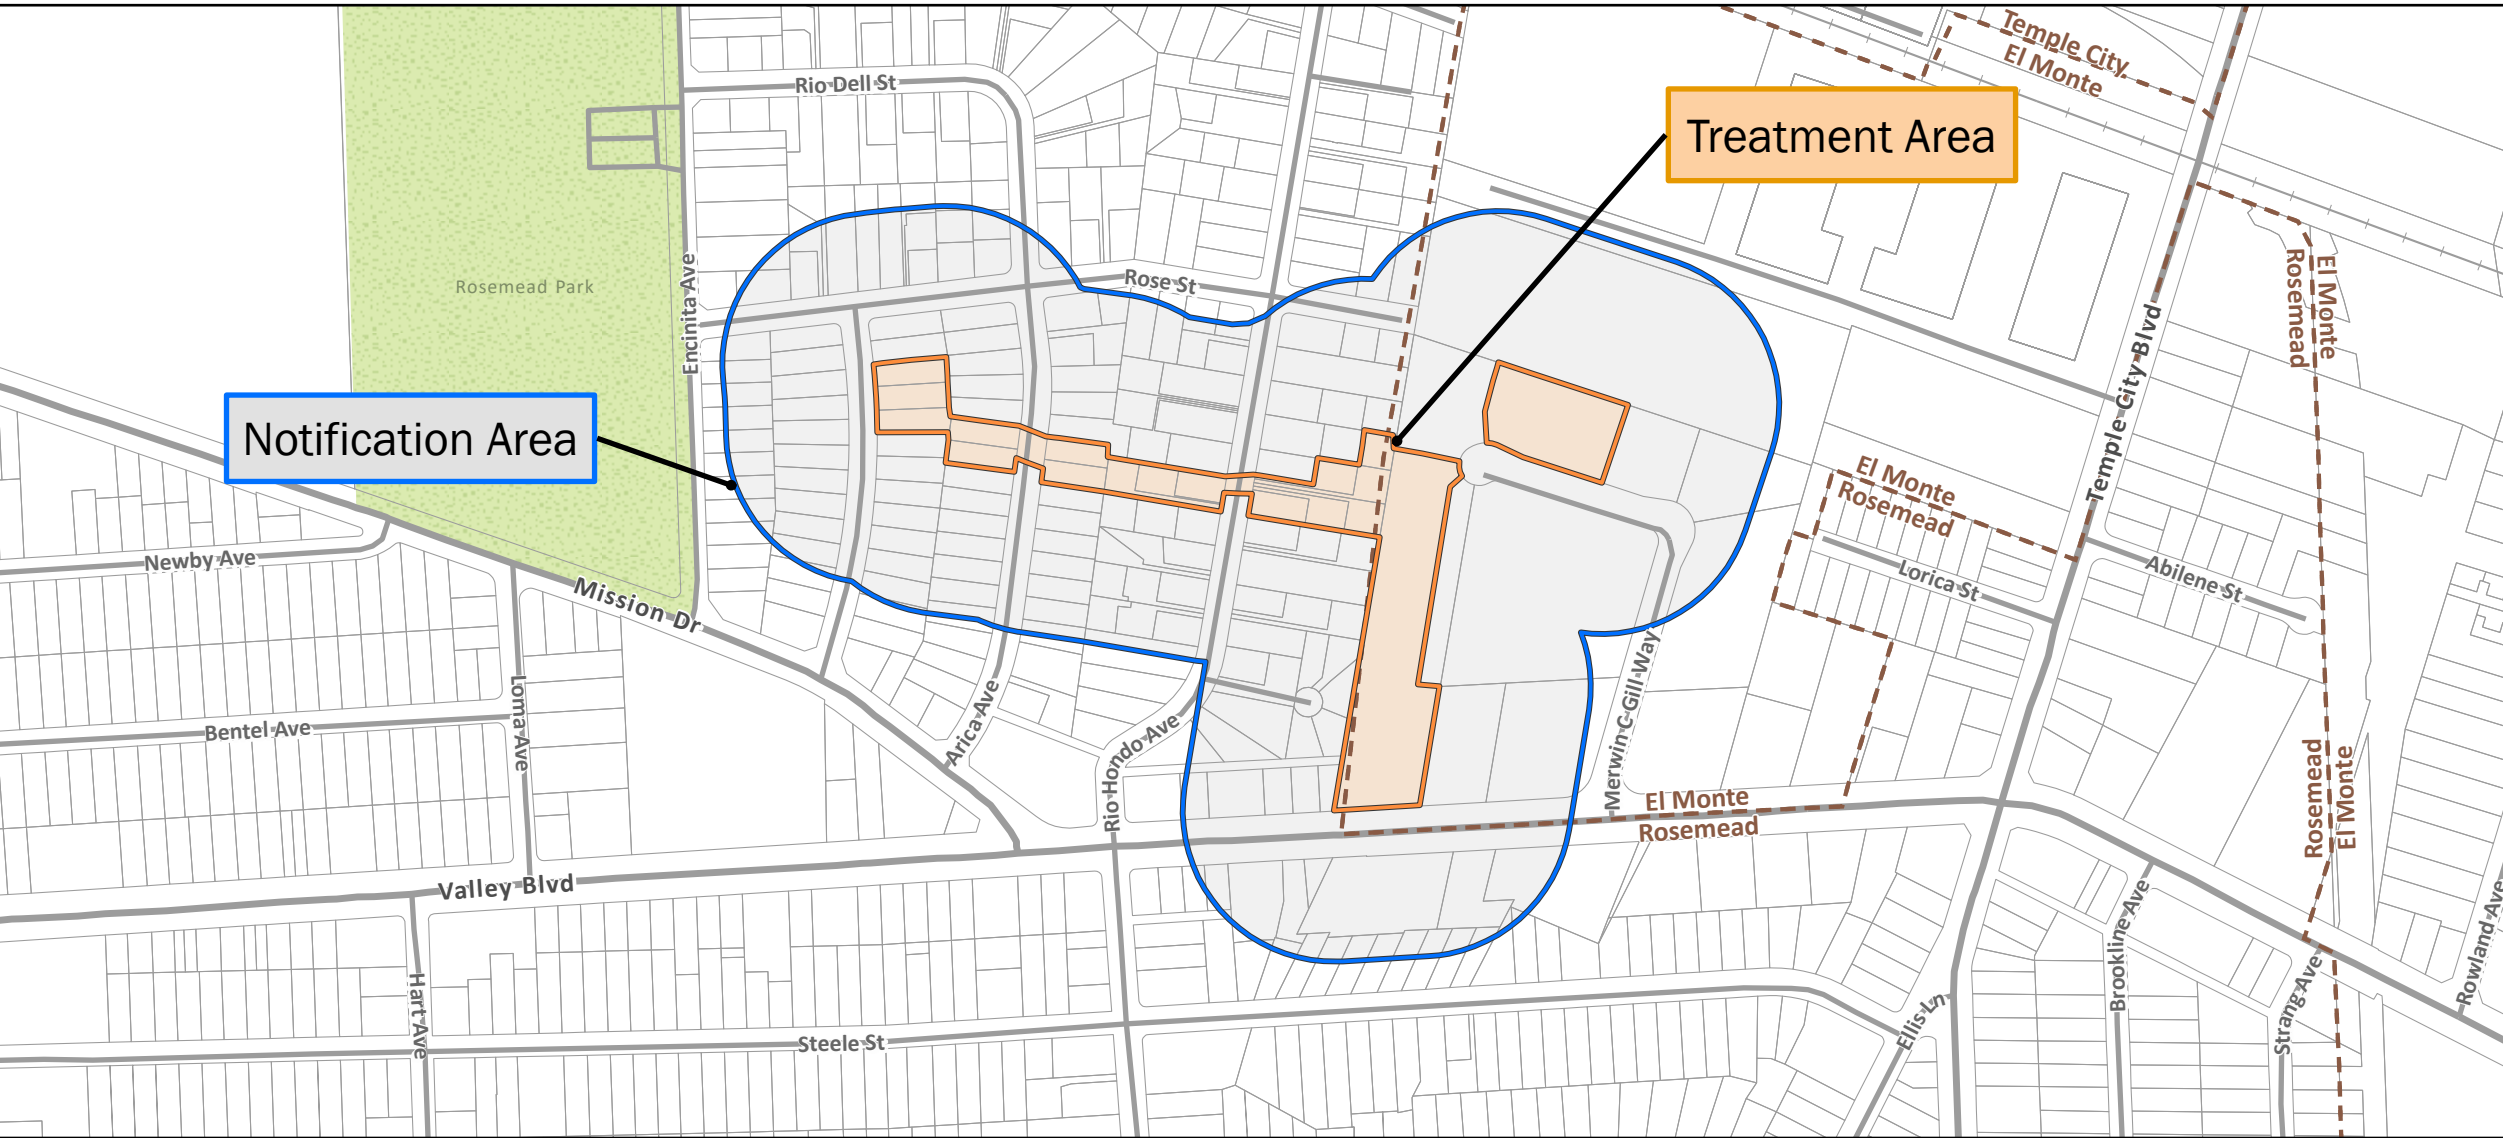 Temple City
El Monte
Rio Dell St
Treatment Area
Rose St
Rosemead Park
Encinita Ave
El Monte
Rosemead
Temple City Blvd
Notification Area
El Monte
Rosemead
Newby Ave
Mission Dr
Lorica St
Abilene St
Loma Ave
Bentel Ave
Arica Ave
Rio Hondo Ave
Merwin C Gill Way
El Monte
Rosemead
Rosemead
El Monte
Valley Blvd
Hart Ave
Steele St
Ellis Ln
Brookline Ave
Strang Ave
Rowland Ave